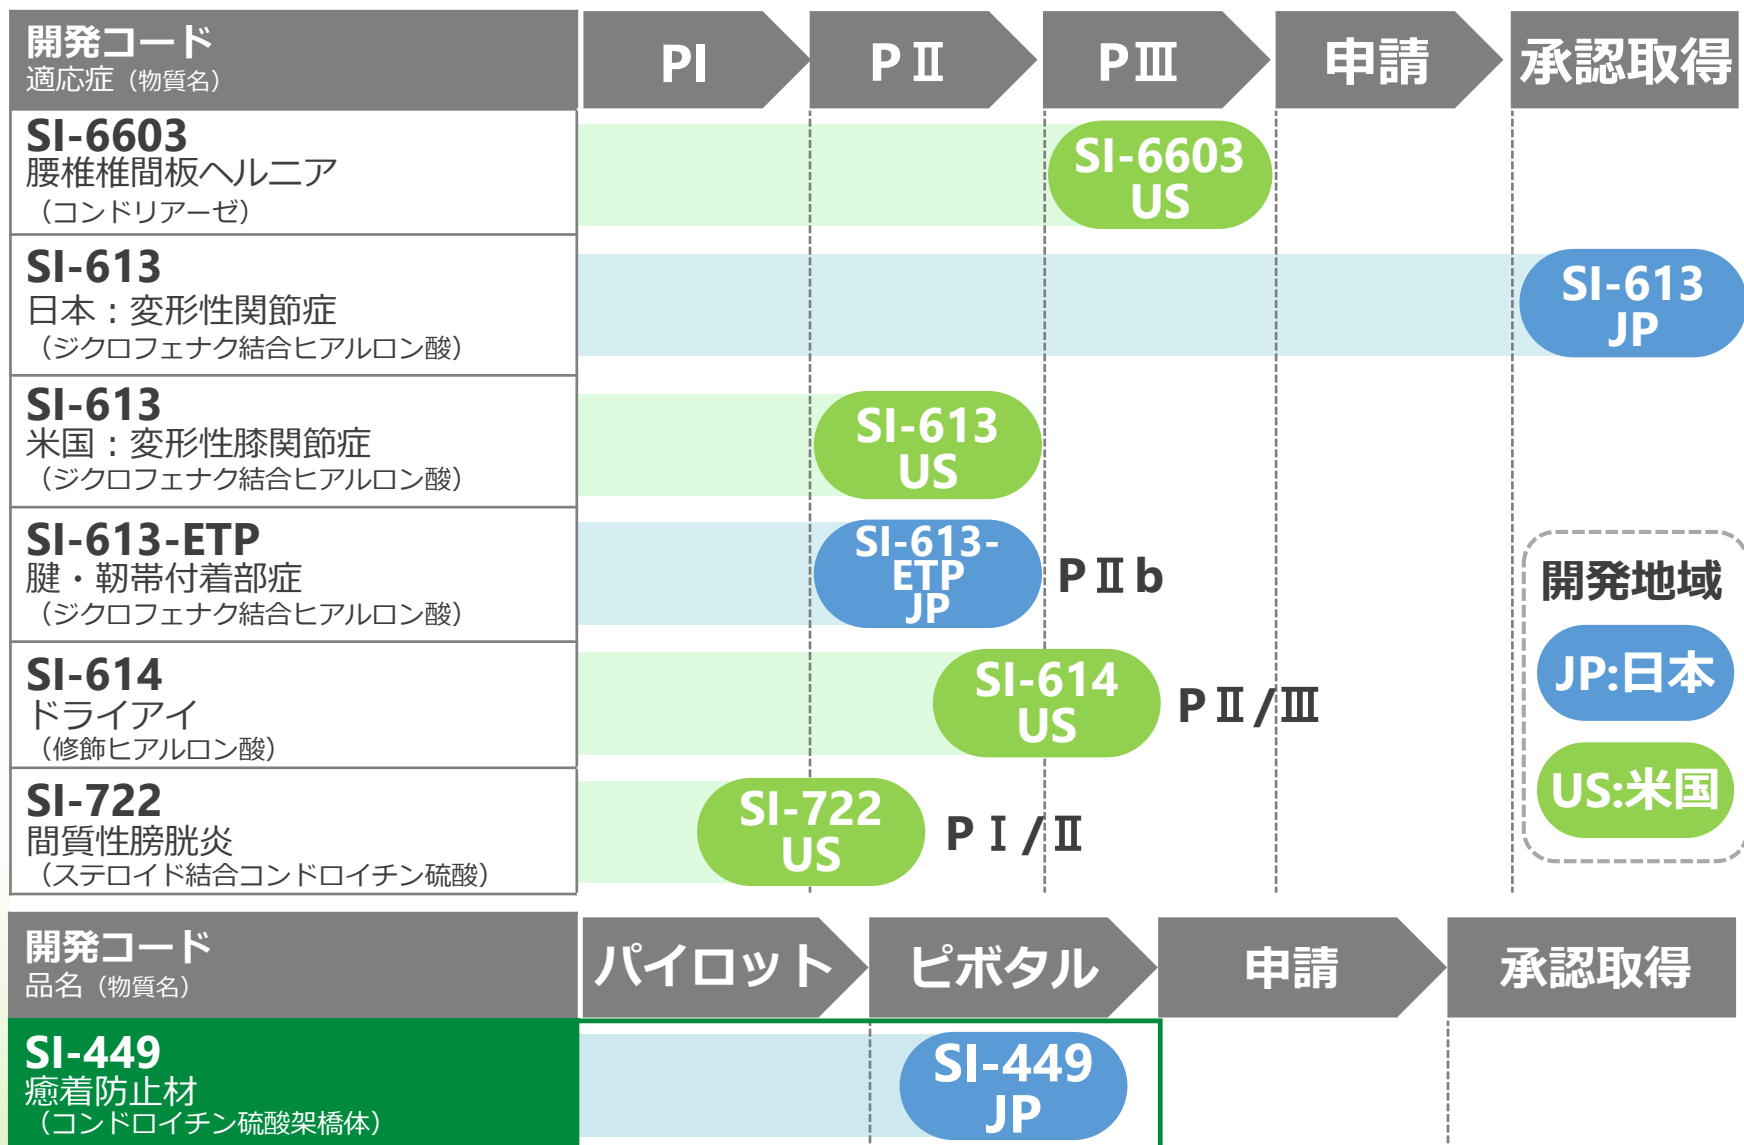 開発コード
適応症（物質名）
PⅠ
PⅡ
PⅢ
申請
承認取得
SI-6603
腰椎椎間板ヘルニア
（コンドリアーゼ）
SI-6603
US
SI-613
日本：変形性関節症
（ジクロフェナク結合ヒアルロン酸）
SI-613
JP
SI-613
米国：変形性膝関節症
（ジクロフェナク結合ヒアルロン酸）
SI-613
US
SI-613-ETP
腱・靭帯付着部症
（ジクロフェナク結合ヒアルロン酸）
SI-613-
ETP
JP
PⅡb
SI-614
ドライアイ
（修飾ヒアルロン酸）
SI-614
US
PⅡ/Ⅲ
SI-722
間質性膀胱炎
（ステロイド結合コンドロイチン硫酸）
SI-722
US
PⅠ/Ⅱ
開発地域
JP:日本
US:米国
開発コード
品名（物質名）
パイロット
ピボタル
申請
承認取得
SI-449
癒着防止材
（コンドロイチン硫酸架橋体）
SI-449
JP